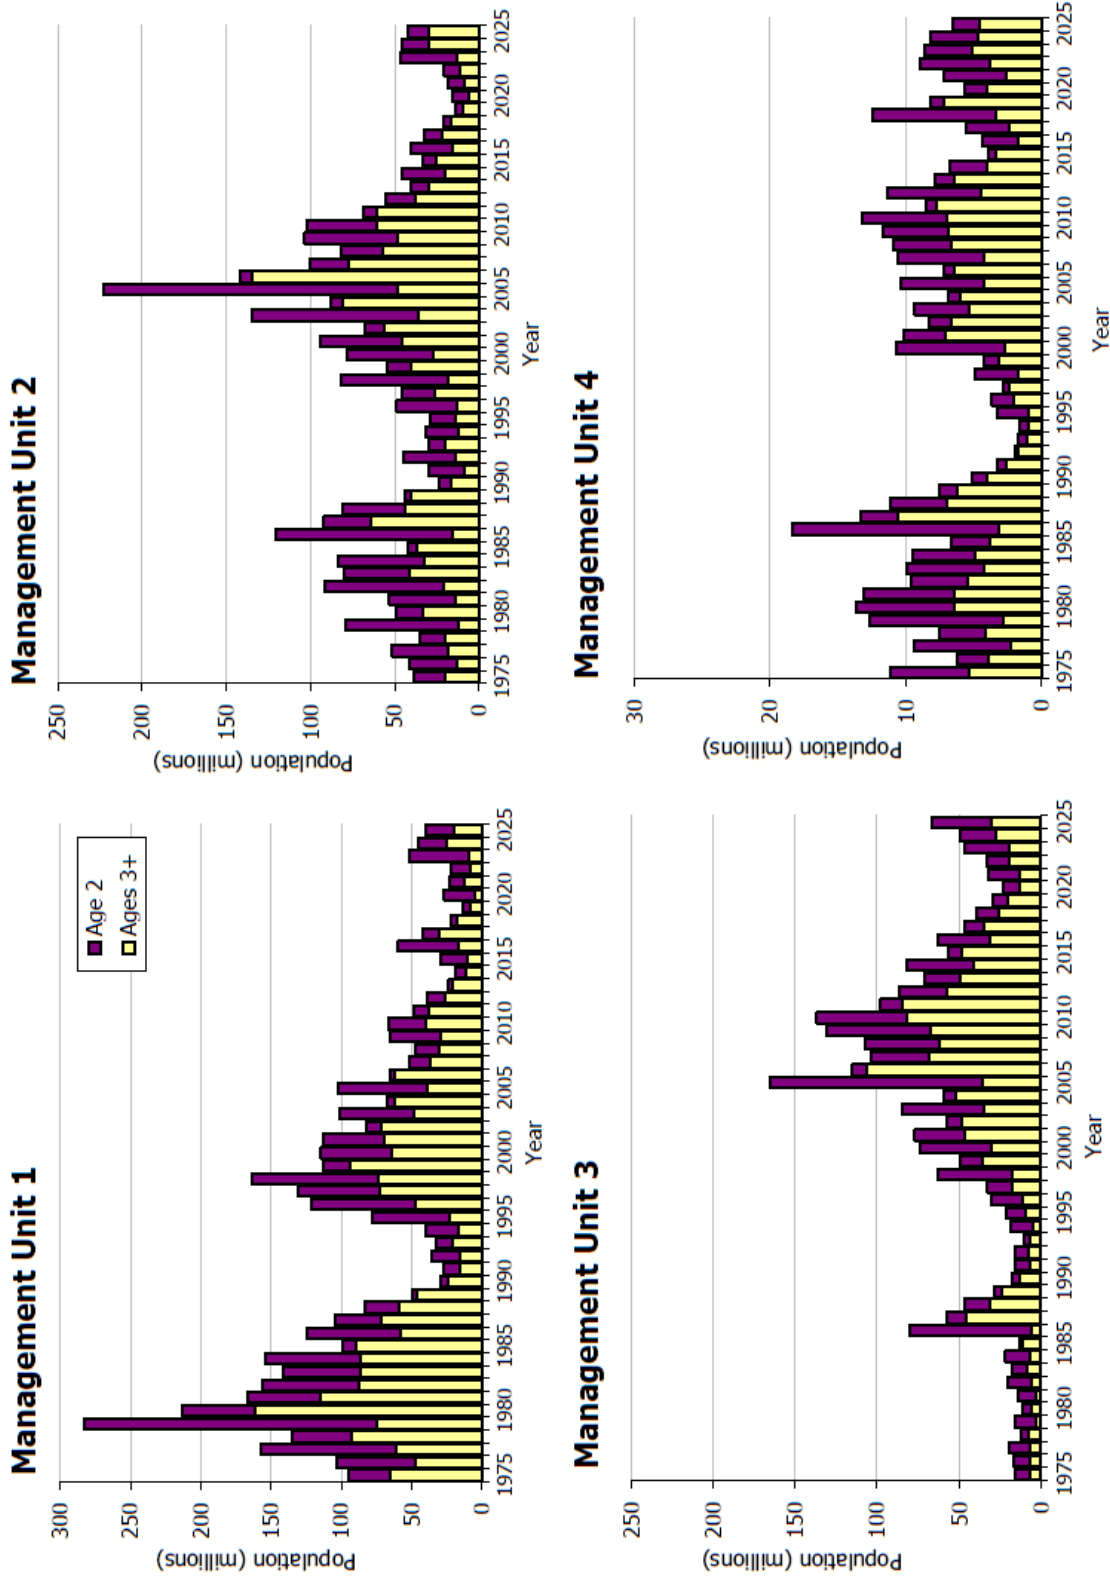 Management Unit 1
Population (millions)
300
250
200
150
100
50
0
Age 2
Ages 3+
1975 1980 1985 1990 1995 2000 2005 2010 2015 2020 2025
Year
Management Unit 2
Population (millions)
250
200
150
100
50
0
1975 1980 1985 1990 1995 2000 2005 2010 2015 2020 2025
Year
Management Unit 3
Population (millions)
250
200
150
100
50
0
1975 1980 1985 1990 1995 2000 2005 2010 2015 2020 2025
Year
Management Unit 4
Population (millions)
30
20
10
0
1975 1980 1985 1990 1995 2000 2005 2010 2015 2020 2025
Year